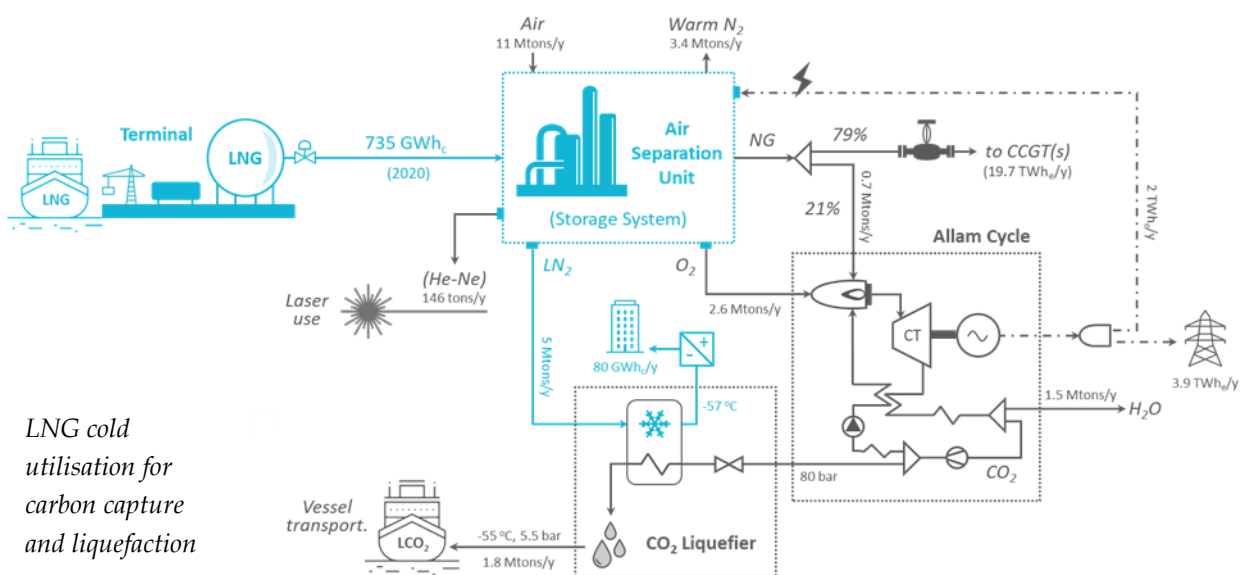 Air
11 Mtons/y
Warm N₂
3.4 Mtons/y
Terminal
LNG
LNG
735 GWh꜀
(2020)
Air
Separation
Unit
(Storage System)
NG
79%
to CCGT(s)
(19.7 TWhₑ/y)
21%
0.7 Mtons/y
2 TWhₑ/y
Allam Cycle
(He-Ne)
146 tons/y
Laser
use
LN₂
O₂
2.6 Mtons/y
CT
3.9 TWhₑ/y
5 Mtons/y
80 GWh꜀/y
+
-
-57 ºC
1.5 Mtons/y
H₂O
CO₂
80 bar
LNG cold
utilisation for
carbon capture
and liquefaction
Vessel
transport.
LCO₂
-55 ºC, 5.5 bar
1.8 Mtons/y
CO₂ Liquefier